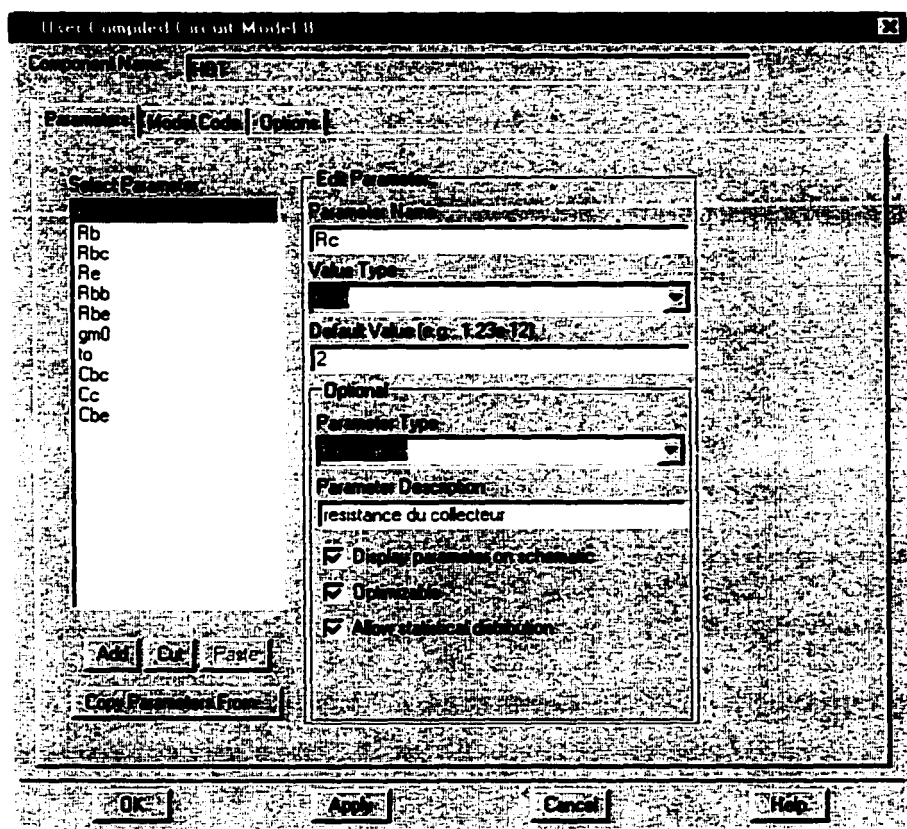 User Compiled Circuit Model:8
Component Name:
HBT
Parameters
Model Code
Options
Select Parameter
Rb
Rbc
Re
Rbb
Rbe
gm0
to
Cbc
Cc
Cbe
Add
Cut
Paste
Copy Parameters From...
Edit Parameter
Parameter Name
Rc
Value Type
Default Value (e.g., 1.23e-12)
2
Optional
Parameter Type
Parameter Description
resistance du collecteur
Display parameter on schematic
Optimizable
Allow statistical distribution
OK
Apply
Cancel
Help